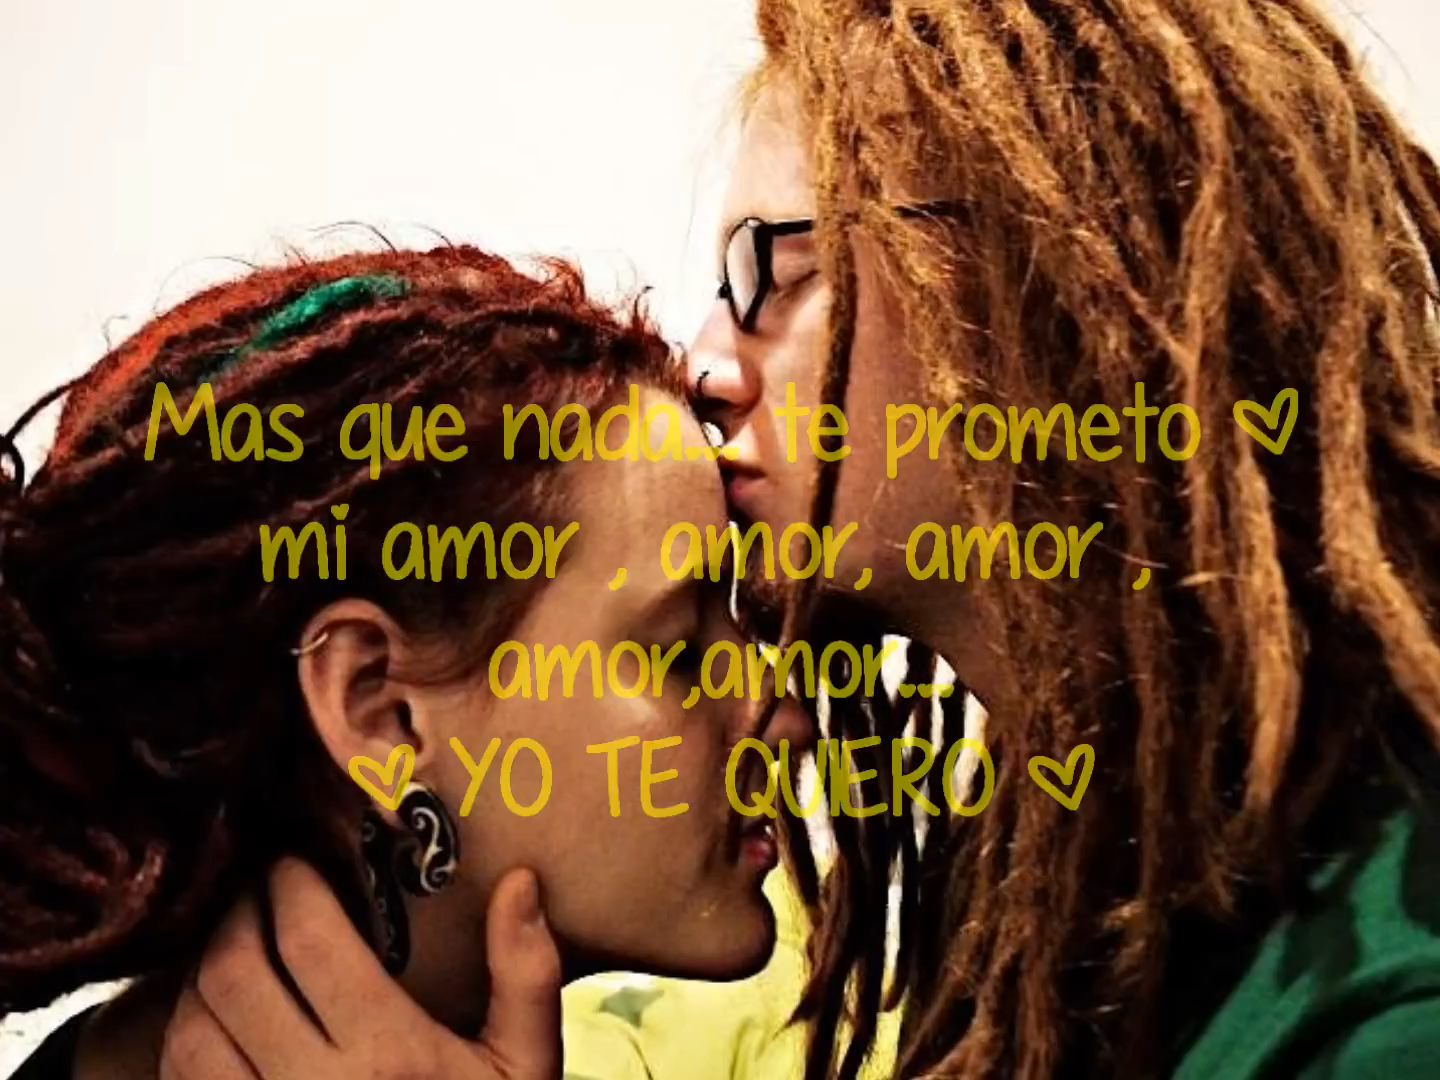 Mas que nada... te prometo ♡
mi amor , amor, amor ,
amor,amor...
♡ YO TE QUIERO ♡